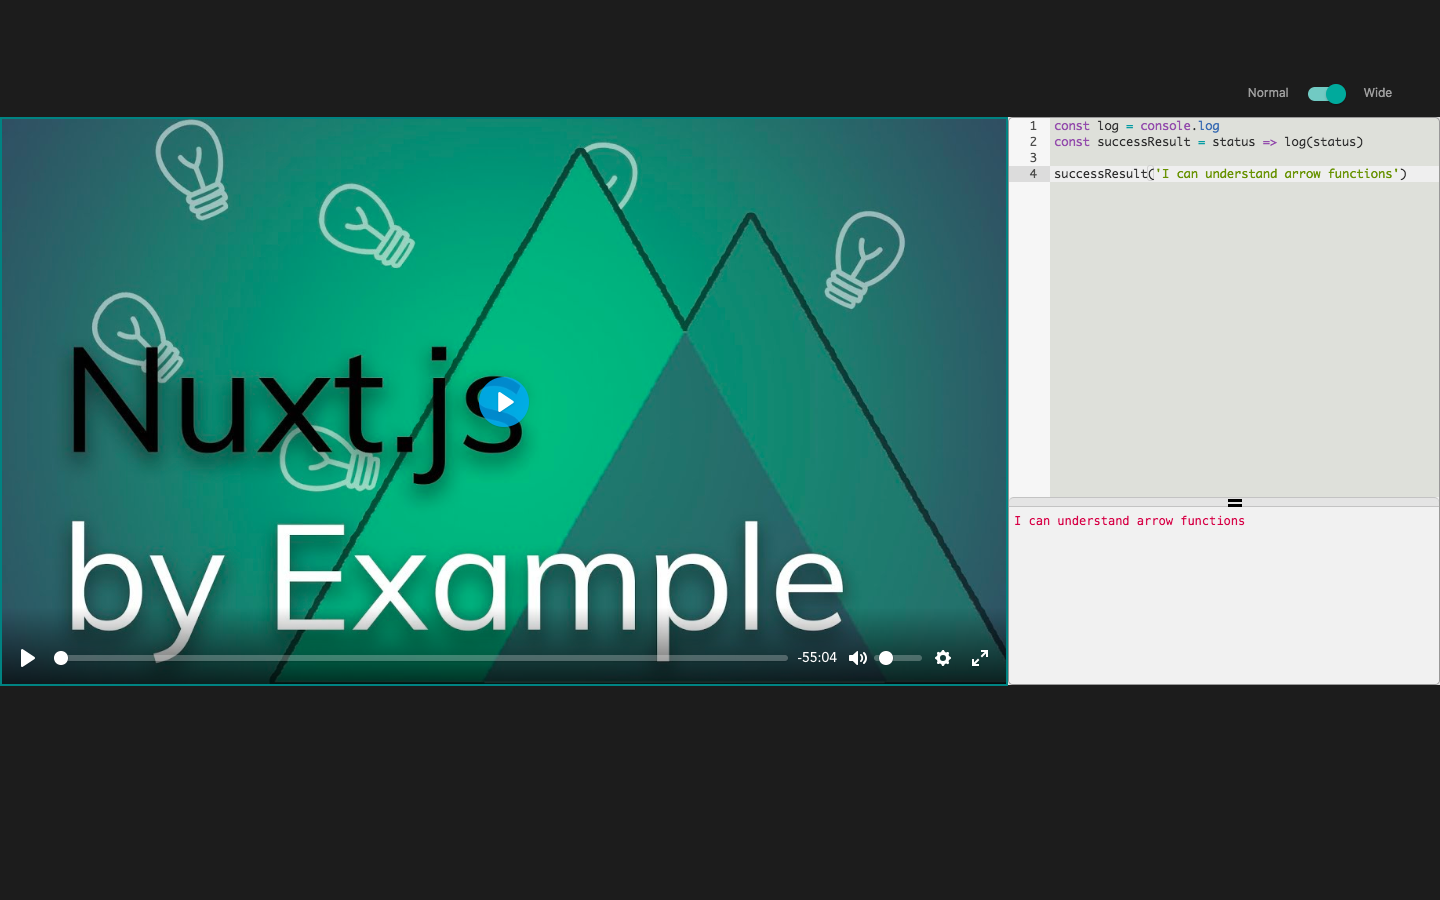 Normal Wide
Nuxt.js
by Example
-55:04
1 const log = console.log
2 const successResult = status => log(status)
3
4 successResult('I can understand arrow functions')
I can understand arrow functions